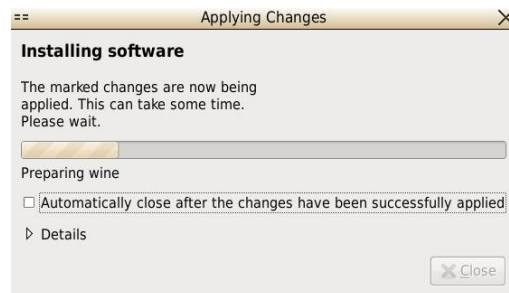 Applying Changes
Installing software
The marked changes are now being
applied. This can take some time.
Please wait.
Preparing wine
Automatically close after the changes have been successfully applied
Details
Close